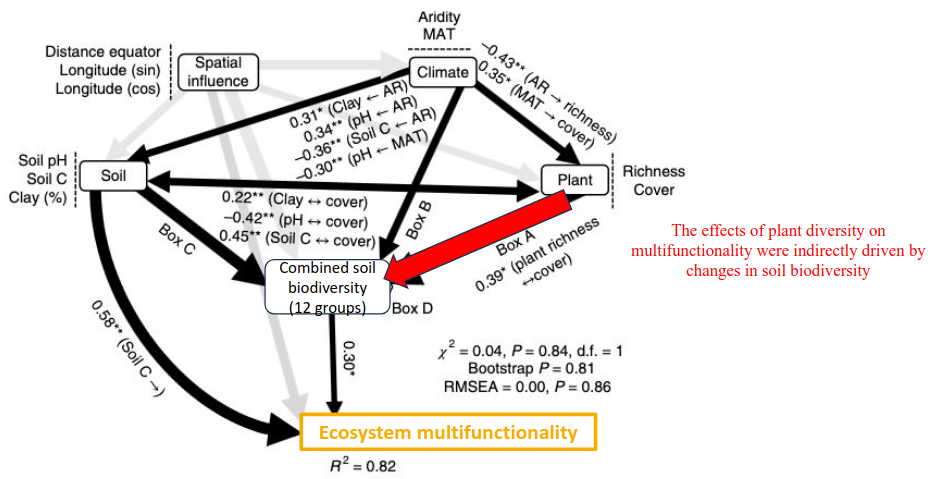 Aridity
MAT
Distance equator
Longitude (sin)
Longitude (cos)
Spatial
influence
Climate
−0.43** (AR → richness)
0.35* (MAT → cover)
0.31* (Clay ← AR)
0.34** (pH ← AR)
−0.36** (Soil C ← AR)
−0.30** (pH ← MAT)
Soil pH
Soil C
Clay (%)
Soil
Plant
Richness
Cover
0.22** (Clay ↔ cover)
−0.42** (pH ↔ cover)
0.45** (Soil C ↔ cover)
Box C
Box B
Box A
0.39* (plant richness
↔cover)
The effects of plant diversity on
multifunctionality were indirectly driven by
changes in soil biodiversity
Combined soil
biodiversity
(12 groups)
Box D
0.58** (Soil C →)
0.30*
χ² = 0.04, P = 0.84, d.f. = 1
Bootstrap P = 0.81
RMSEA = 0.00, P = 0.86
Ecosystem multifunctionality
R² = 0.82